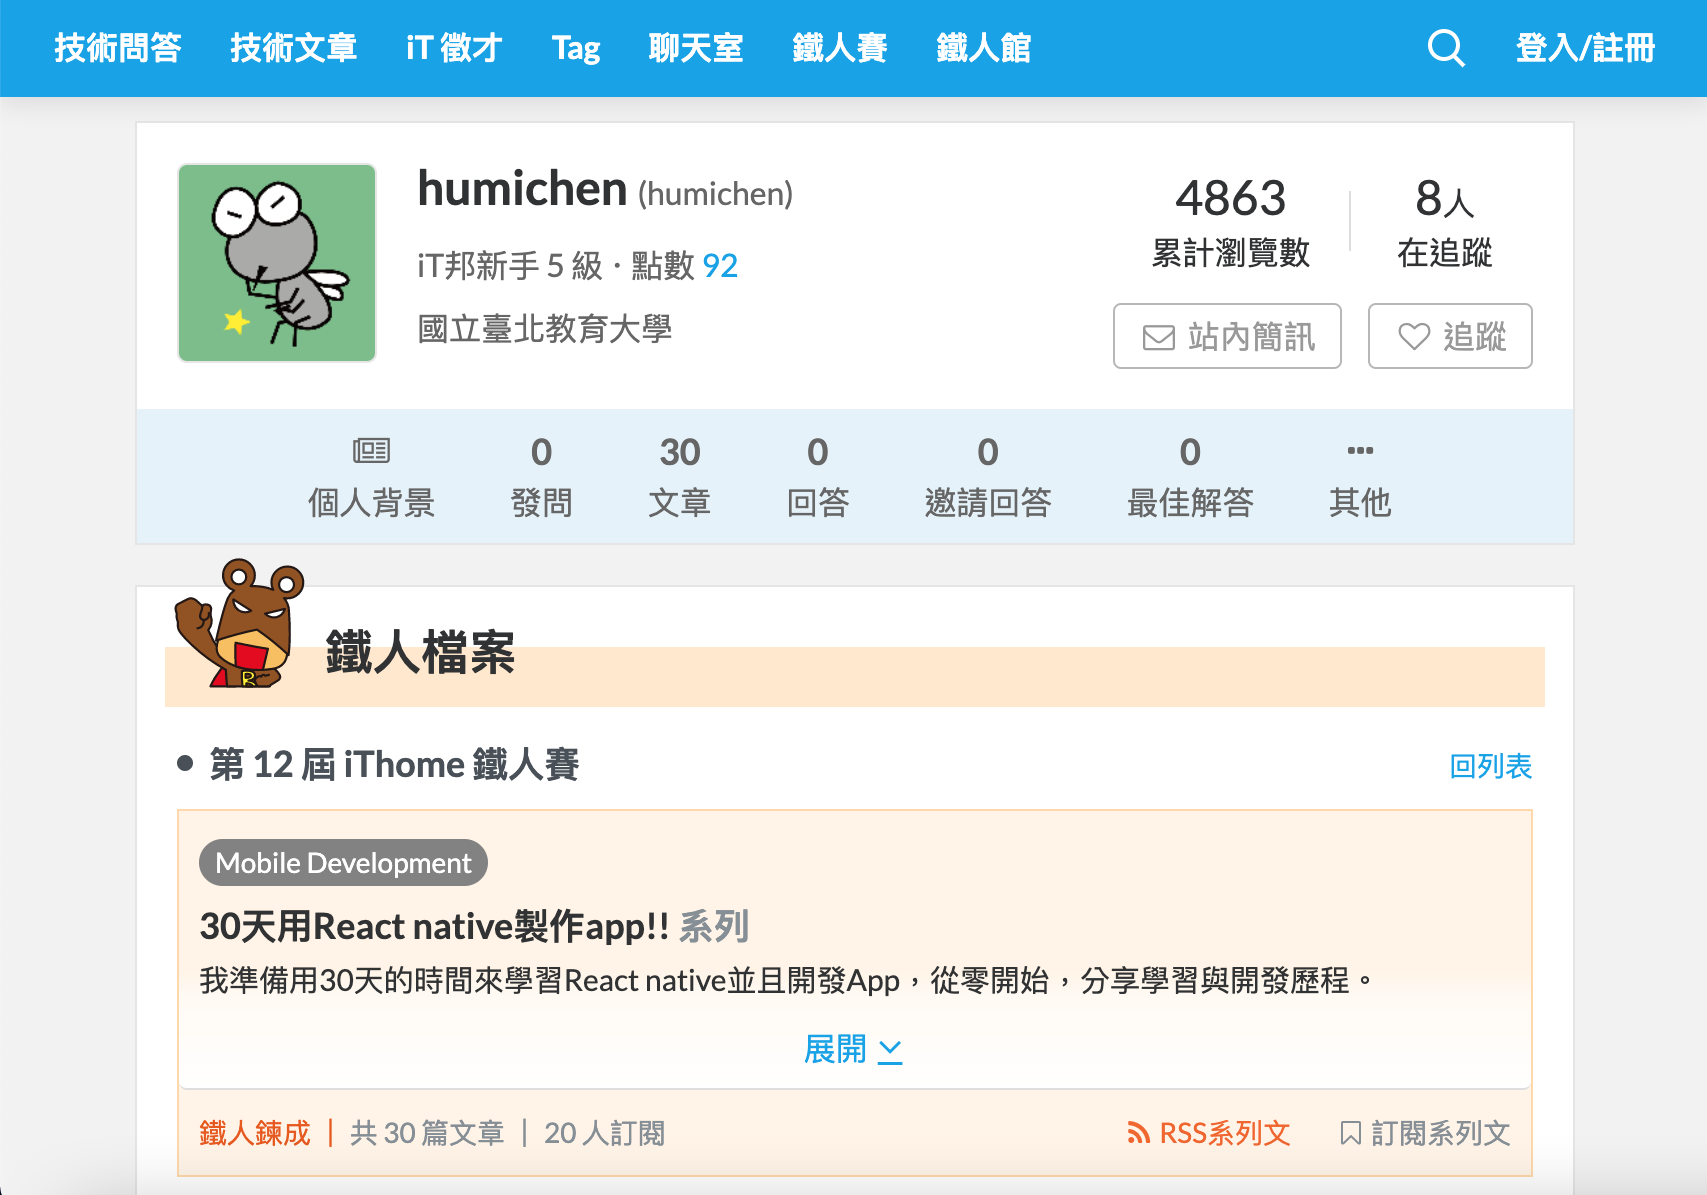 技術問答 技術文章 iT 徵才 Tag 聊天室 鐵人賽 鐵人館 登入/註冊
humichen (humichen)
iT邦新手 5 級 · 點數 92
國立臺北教育大學
4863 8人
累計瀏覽數 在追蹤
站內簡訊 追蹤
0 30 0 0 0
個人背景 發問 文章 回答 邀請回答 最佳解答 其他
R
鐵人檔案
第 12 屆 iThome 鐵人賽 回列表
Mobile Development
30天用React native製作app!! 系列
我準備用30天的時間來學習React native並且開發App，從零開始，分享學習與開發歷程。
展開
鐵人鍊成 | 共 30 篇文章 | 20 人訂閱 RSS系列文 訂閱系列文